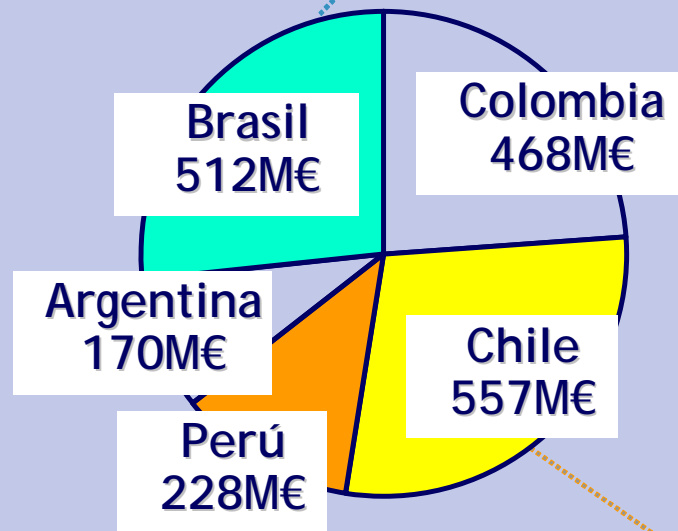 Brasil
512M€
Colombia
468M€
Argentina
170M€
Chile
557M€
Perú
228M€